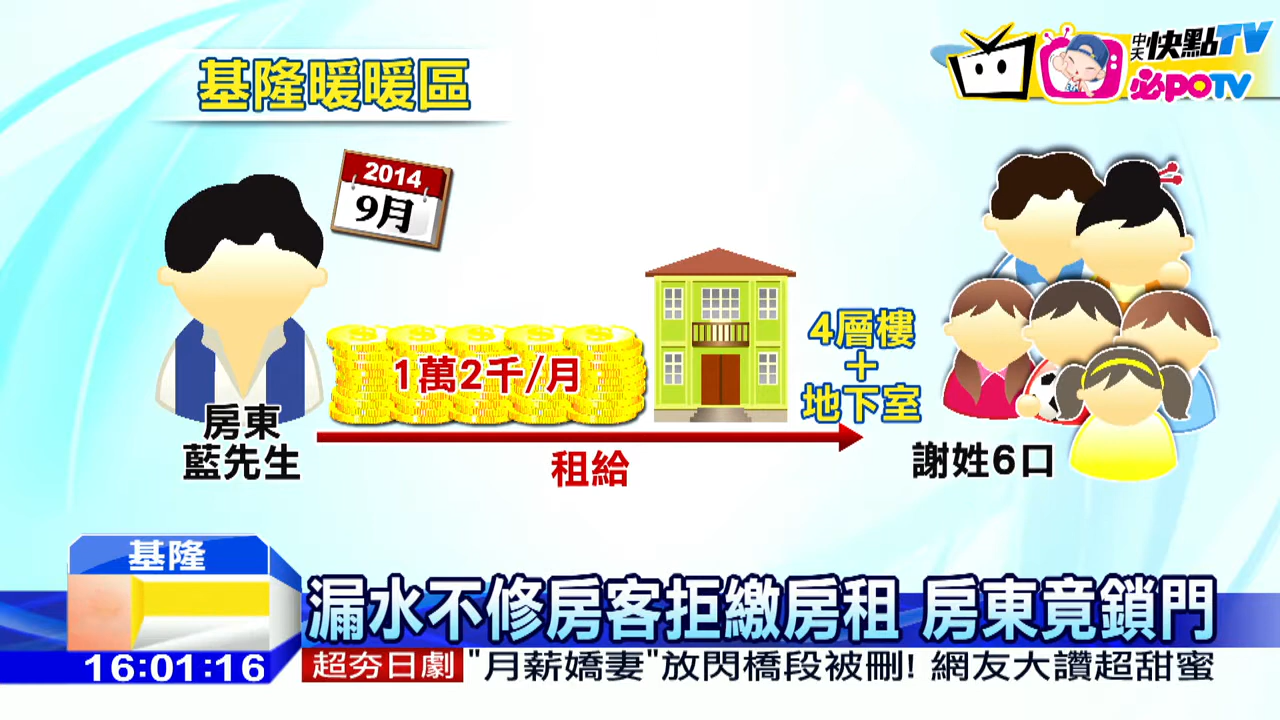 中天快點TV
必POTV
基隆暖暖區
2014
9月
1萬2千/月
4層樓
+
地下室
房東
藍先生
租給
謝姓6口
基隆
漏水不修房客拒繳房租 房東竟鎖門
16:01:16
超夯日劇 "月薪嬌妻"放閃橋段被刪! 網友大讚超甜蜜